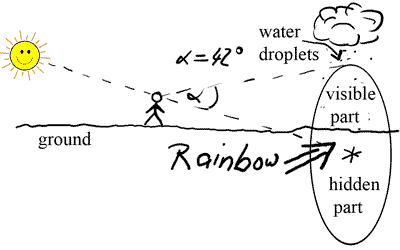 water
droplets
α = 42°
α
visible
part
ground
Rainbow
hidden
part